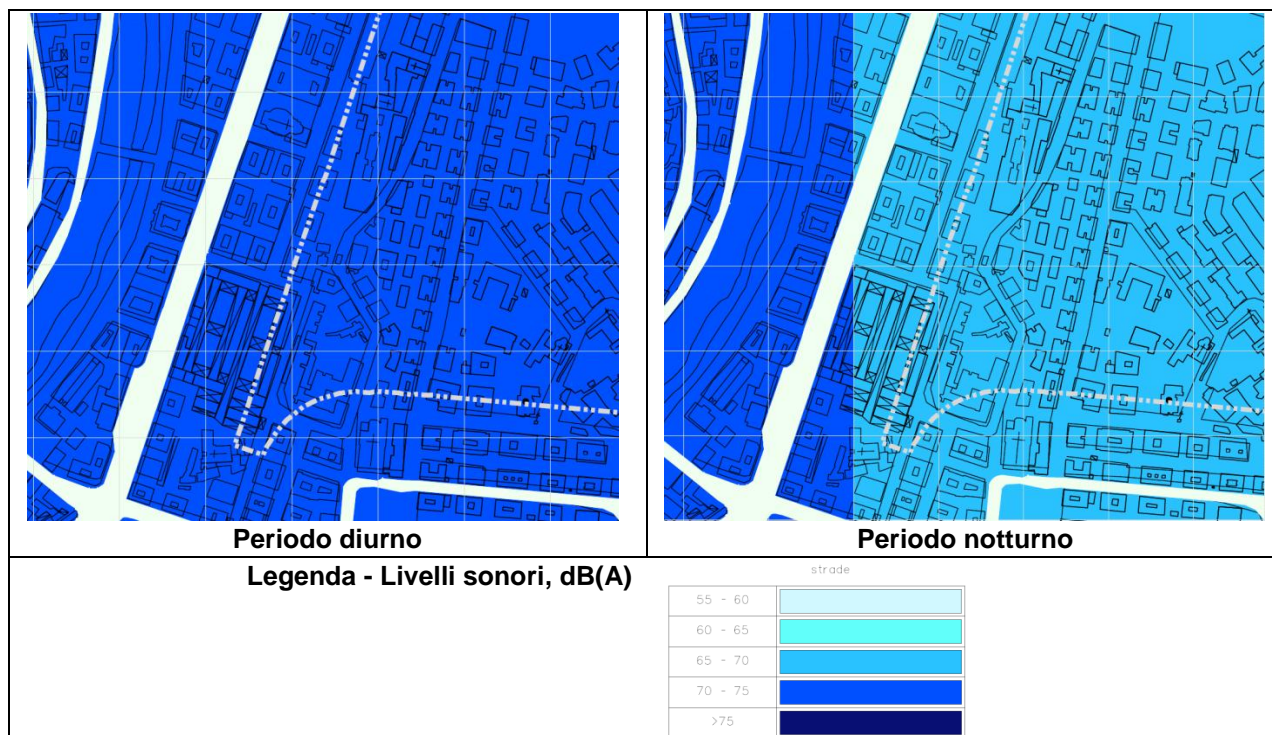 Periodo diurno
Periodo notturno
Legenda - Livelli sonori, dB(A)
strade
55 - 60
60 - 65
65 - 70
70 - 75
>75